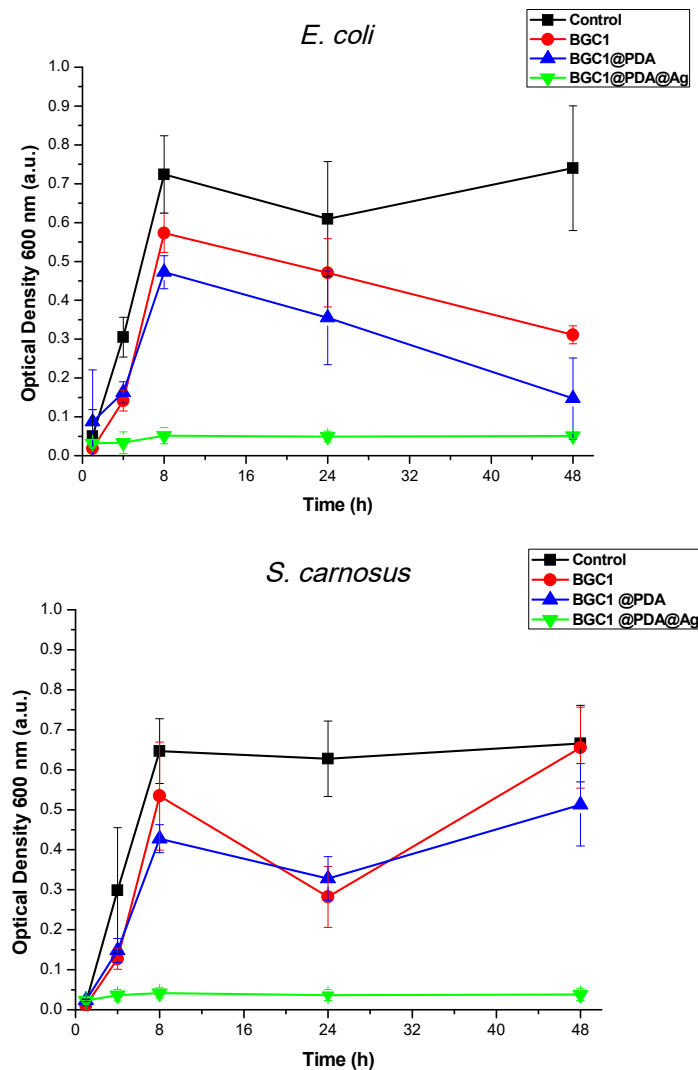 E. coli
Control
BGC1
BGC1@PDA
BGC1@PDA@Ag
1.0
0.9
0.8
0.7
0.6
0.5
0.4
0.3
0.2
0.1
0.0
Optical Density 600 nm (a.u.)
0 8 16 24 32 40 48
Time (h)
S. carnosus
Control
BGC1
BGC1 @PDA
BGC1 @PDA@Ag
1.0
0.9
0.8
0.7
0.6
0.5
0.4
0.3
0.2
0.1
0.0
Optical Density 600 nm (a.u.)
0 8 16 24 32 40 48
Time (h)